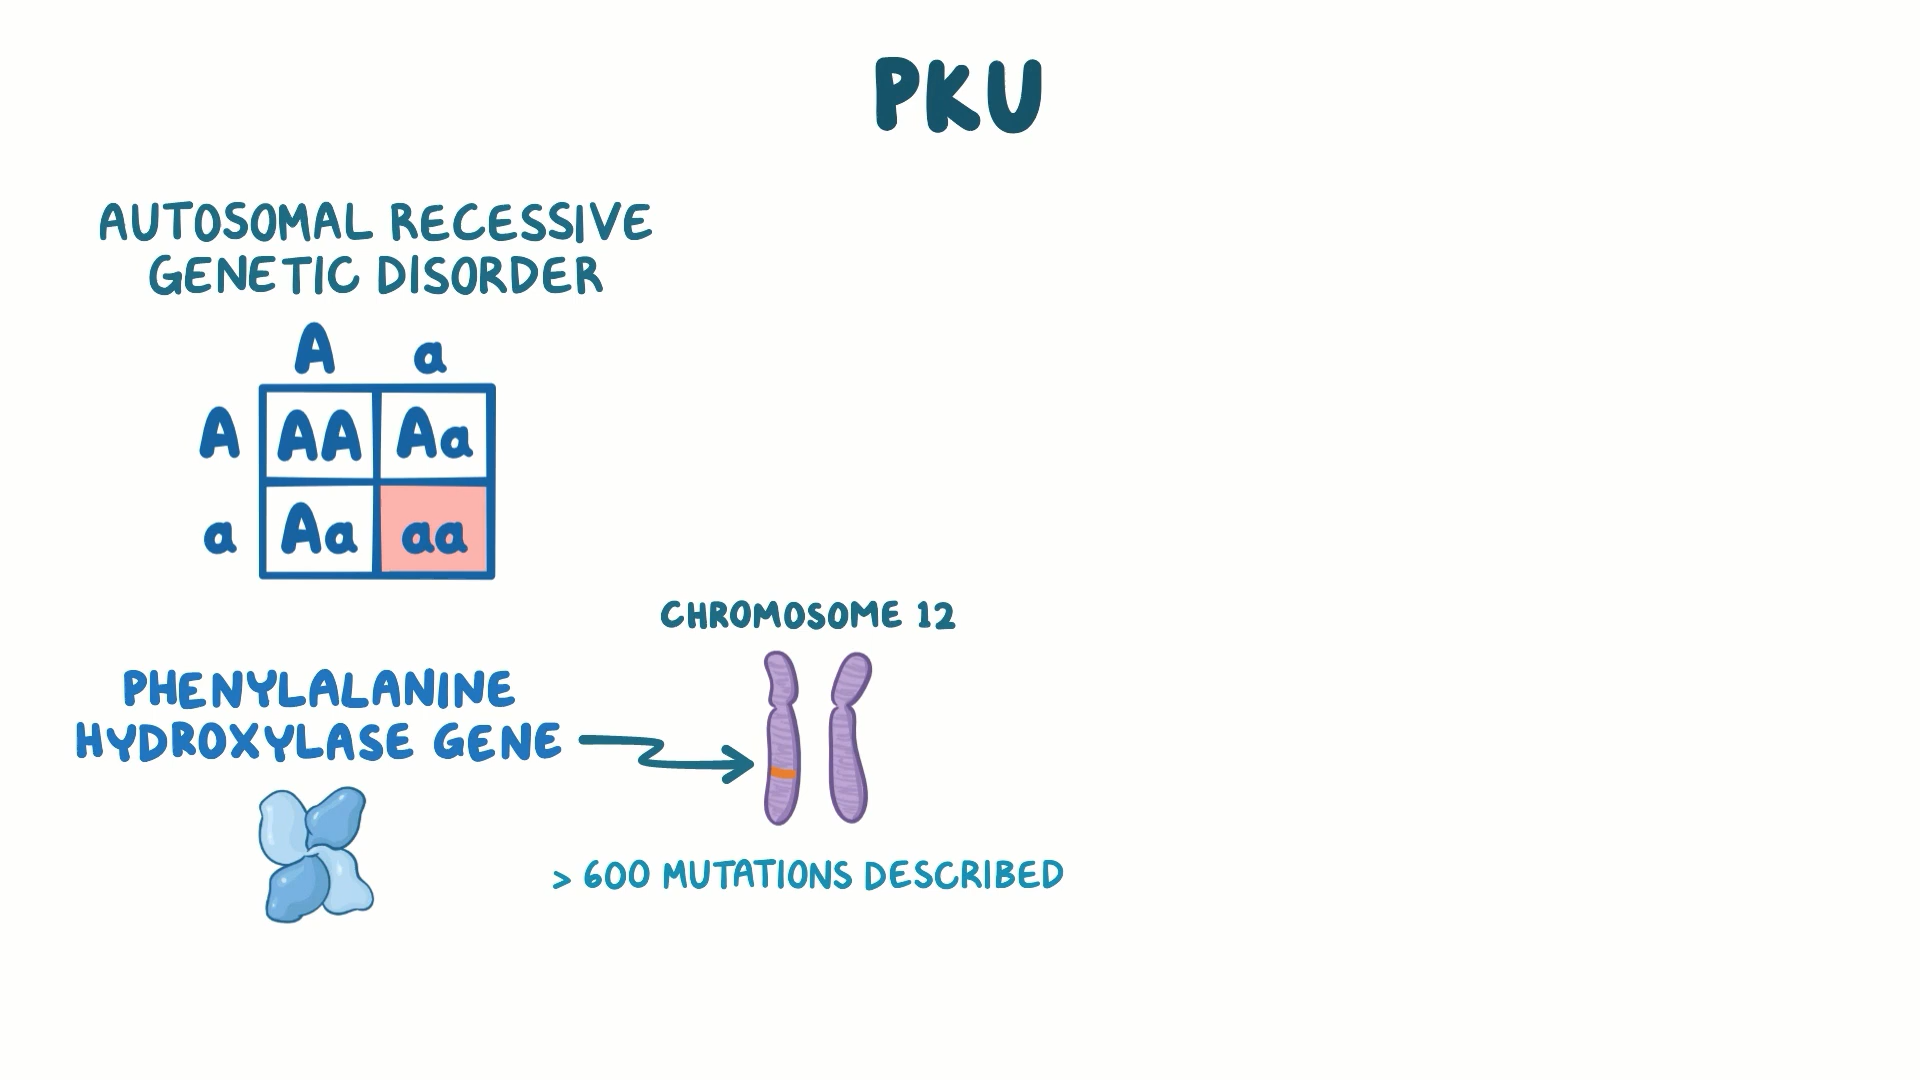 PKU
AUTOSOMAL RECESSIVE
GENETIC DISORDER
A a
A AA Aa
a Aa aa
CHROMOSOME 12
PHENYLALANINE
HYDROXYLASE GENE
> 600 MUTATIONS DESCRIBED